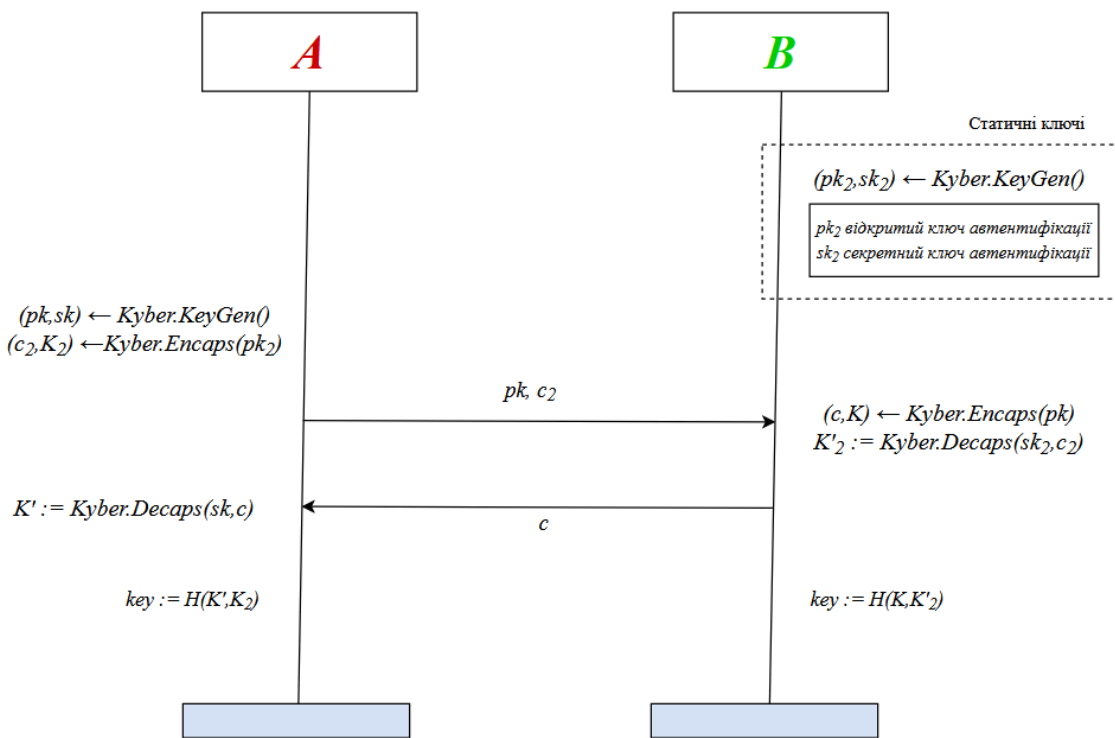 A
B
Статичні ключі
(pk₂,sk₂) ← Kyber.KeyGen()
pk₂ відкритий ключ автентифікації
sk₂ секретний ключ автентифікації
(pk,sk) ← Kyber.KeyGen()
(c₂,K₂) ←Kyber.Encaps(pk₂)
pk, c₂
(c,K) ← Kyber.Encaps(pk)
K'₂ := Kyber.Decaps(sk₂,c₂)
K' := Kyber.Decaps(sk,c)
c
key := H(K',K₂)
key := H(K,K'₂)